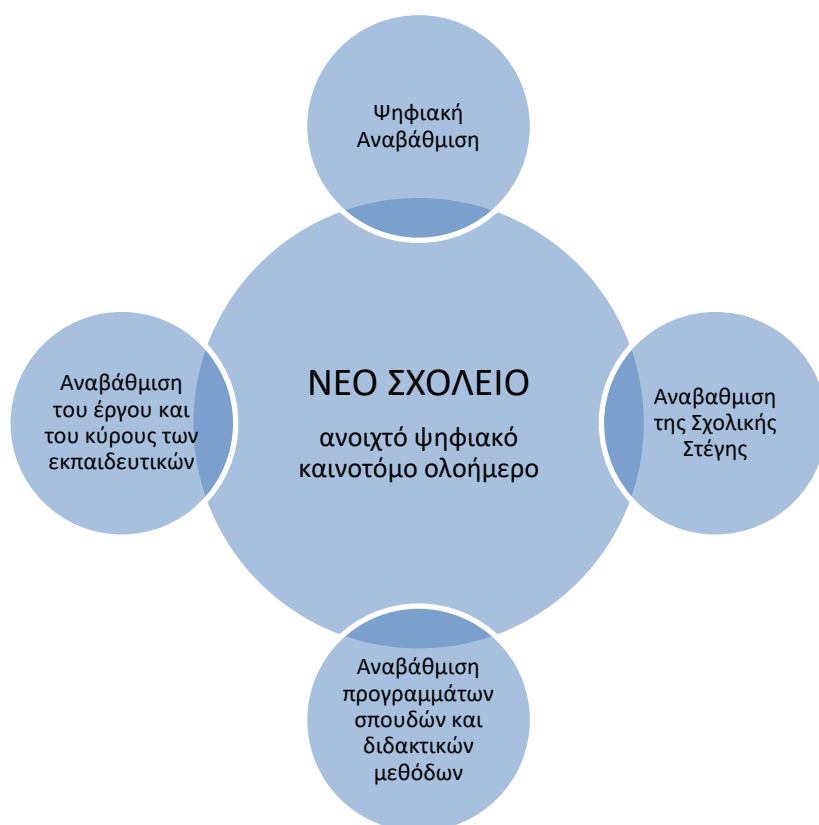 Ψηφιακή
Αναβάθμιση
ΝΕΟ ΣΧΟΛΕΙΟ
ανοιχτό ψηφιακό
καινοτόμο ολοήμερο
Αναβαθμιση
της Σχολικής
Στέγης
Αναβάθμιση
προγραμμάτων
σπουδών και
διδακτικών
μεθόδων
Αναβάθμιση
του έργου και
του κύρους των
εκπαιδευτικών